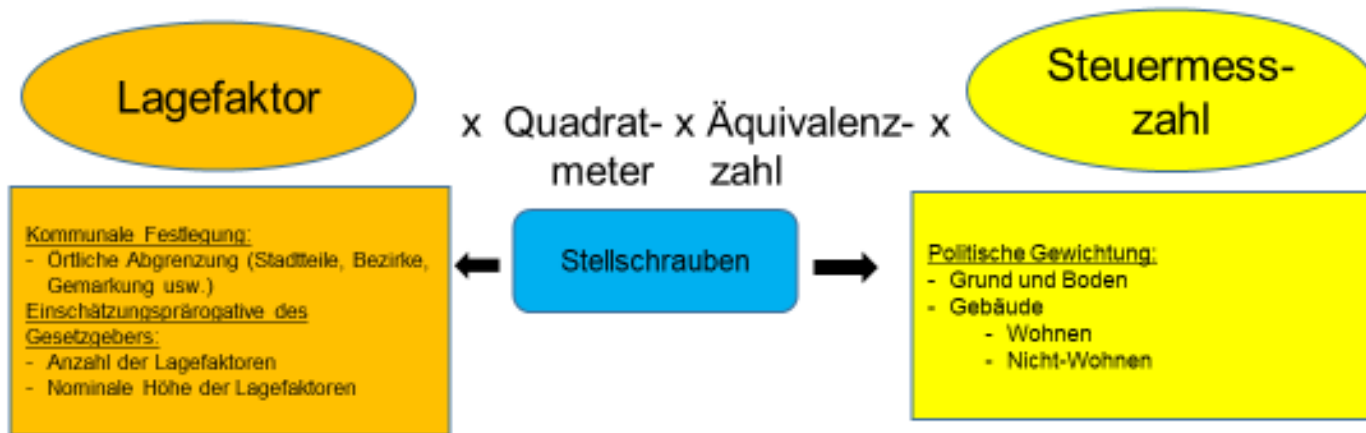 Lagefaktor
x Quadrat- x Äquivalenz- x
meter zahl
Steuermess-
zahl
Kommunale Festlegung:
- Örtliche Abgrenzung (Stadtteile, Bezirke,
Gemarkung usw.)
Einschätzungsprärogative des
Gesetzgebers:
- Anzahl der Lagefaktoren
- Nominale Höhe der Lagefaktoren
Stellschrauben
Politische Gewichtung:
- Grund und Boden
- Gebäude
- Wohnen
- Nicht-Wohnen